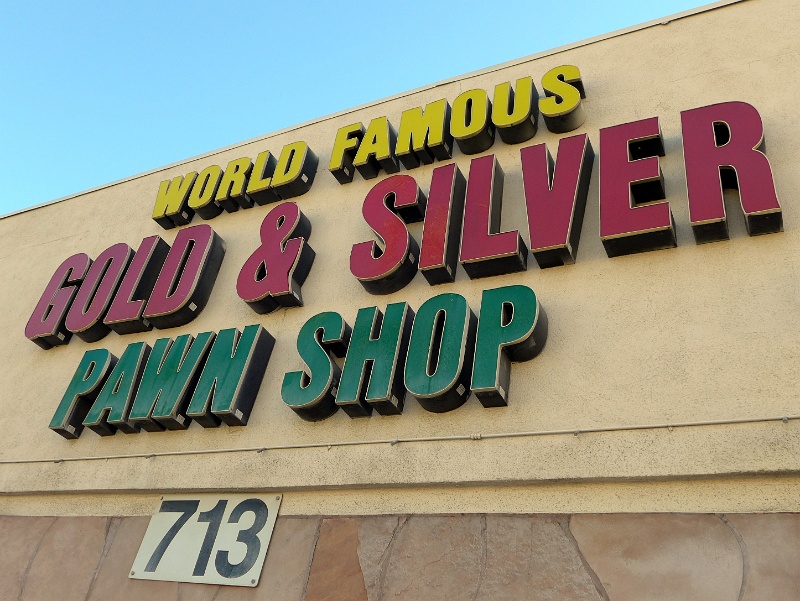 WORLD FAMOUS
GOLD & SILVER
PAWN SHOP
713